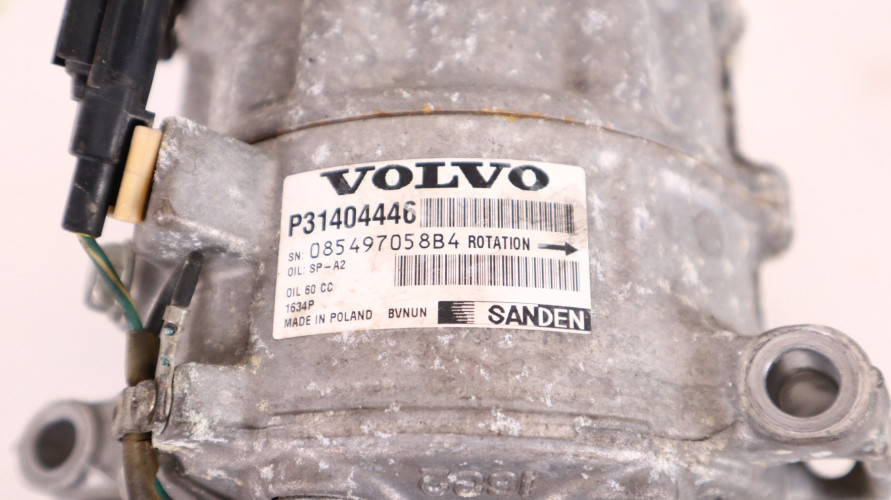 VOLVO
P31404446
SN: 085497058B4 ROTATION
OIL: SP-A2
OIL 60 CC
1634P
MADE IN POLAND BVNUN SANDEN